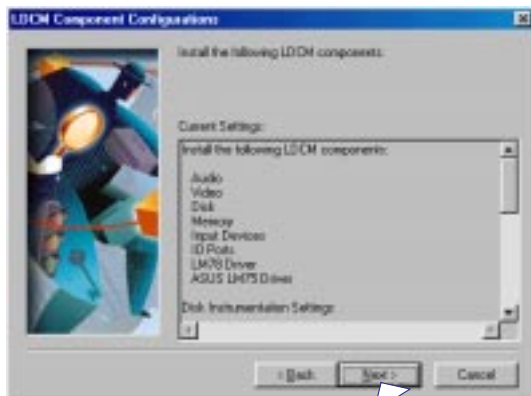 LDCM Component Configurations
Install the following LDCM components:
Current Settings:
Install the following LDCM components:
Audio
Video
Disk
Memory
Input Devices
IO Ports
LM78 Driver
ASUS LM75 Driver
Disk Instrumentation Settings:
< Back
Next >
Cancel